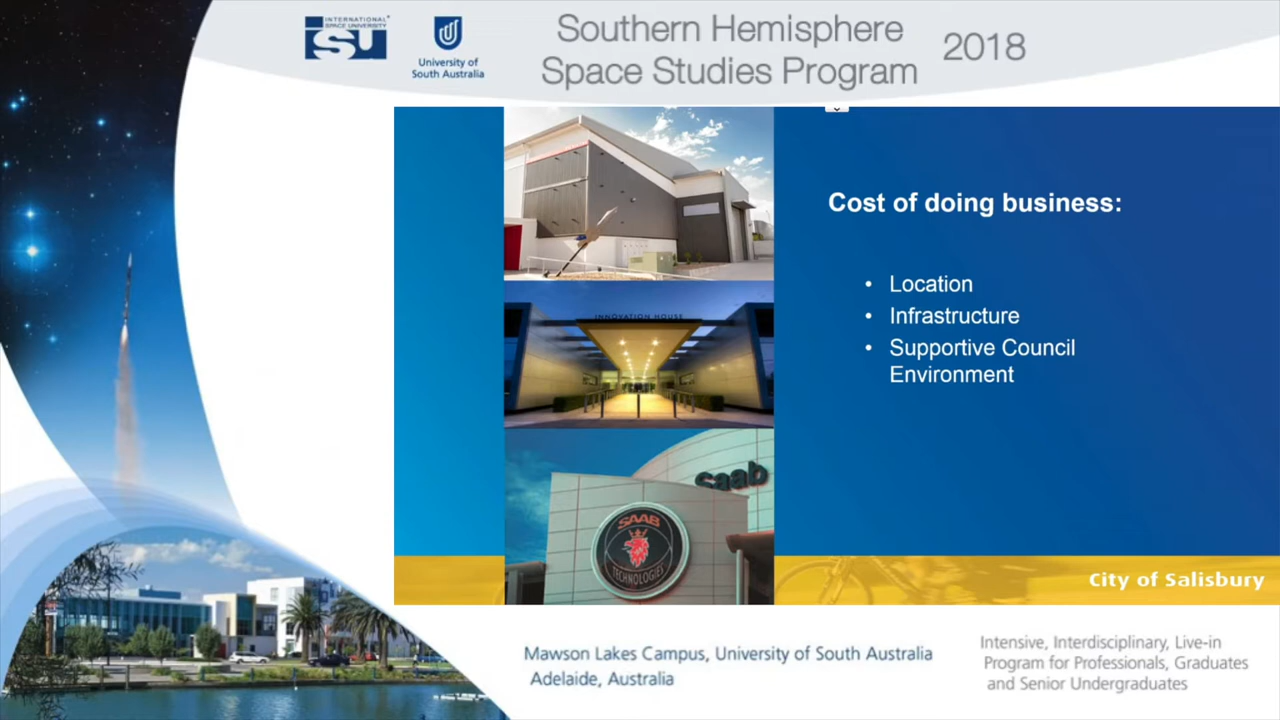 INTERNATIONAL
SPACE UNIVERSITY
ISU
University of
South Australia
Southern Hemisphere
Space Studies Program
2018
INNOVATION HOUSE
Saab
SAAB
TECHNOLOGIES
Cost of doing business:
• Location
• Infrastructure
• Supportive Council
Environment
City of Salisbury
Mawson Lakes Campus, University of South Australia
Adelaide, Australia
Intensive, Interdisciplinary, Live-in
Program for Professionals, Graduates
and Senior Undergraduates